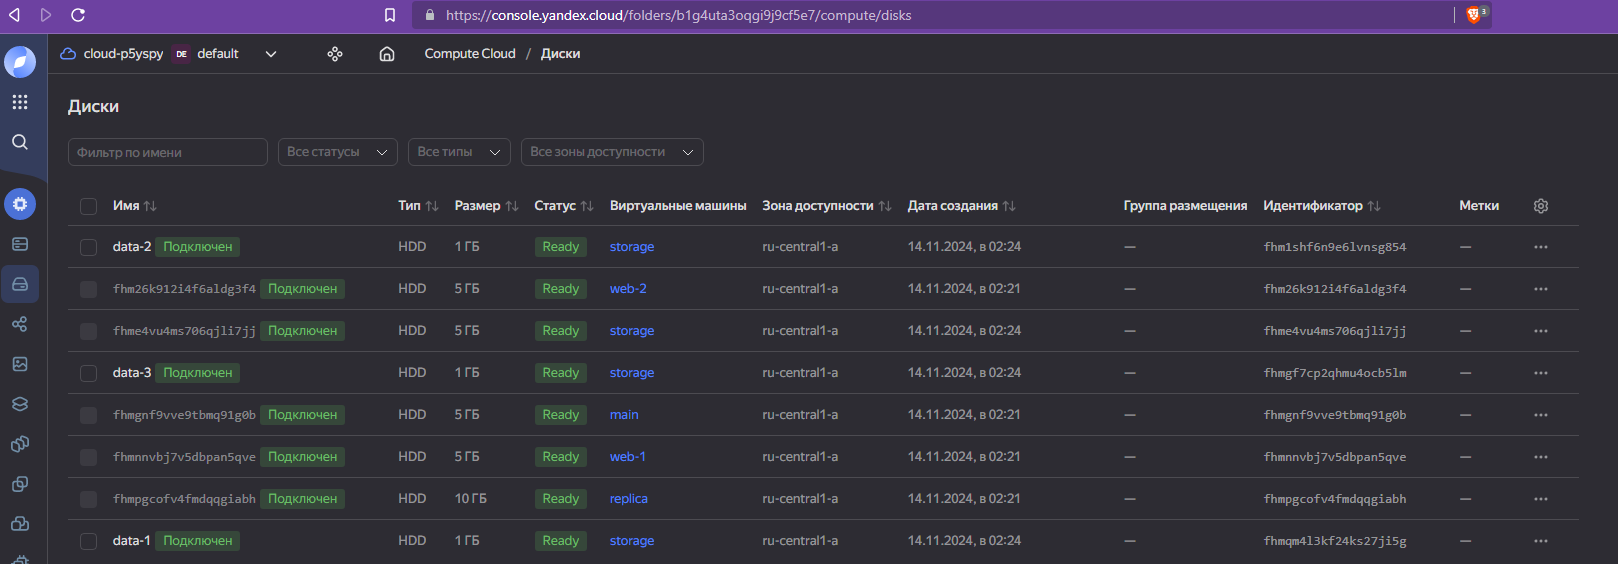 https://console.yandex.cloud/folders/b1g4uta3oqgi9j9cf5e7/compute/disks 3
cloud-p5yspy DE default Compute Cloud / Диски
Диски
Фильтр по имени Все статусы Все типы Все зоны доступности
Имя Тип Размер Статус Виртуальные машины Зона доступности Дата создания Группа размещения Идентификатор Метки
data-2 Подключен HDD 1 ГБ Ready storage ru-central1-a 14.11.2024, в 02:24 — fhm1shf6n9e6lvnsg854 —
fhm26k912i4f6aldg3f4 Подключен HDD 5 ГБ Ready web-2 ru-central1-a 14.11.2024, в 02:21 — fhm26k912i4f6aldg3f4 —
fhme4vu4ms706qjli7jj Подключен HDD 5 ГБ Ready storage ru-central1-a 14.11.2024, в 02:24 — fhme4vu4ms706qjli7jj —
data-3 Подключен HDD 1 ГБ Ready storage ru-central1-a 14.11.2024, в 02:24 — fhmgf7cp2qhmu4ocb5lm —
fhmgnf9vve9tbmq91g0b Подключен HDD 5 ГБ Ready main ru-central1-a 14.11.2024, в 02:21 — fhmgnf9vve9tbmq91g0b —
fhmnnvbj7v5dbpan5qve Подключен HDD 5 ГБ Ready web-1 ru-central1-a 14.11.2024, в 02:21 — fhmnnvbj7v5dbpan5qve —
fhmpgcofv4fmdqqgiabh Подключен HDD 10 ГБ Ready replica ru-central1-a 14.11.2024, в 02:21 — fhmpgcofv4fmdqqgiabh —
data-1 Подключен HDD 1 ГБ Ready storage ru-central1-a 14.11.2024, в 02:24 — fhmqm4l3kf24ks27ji5g —